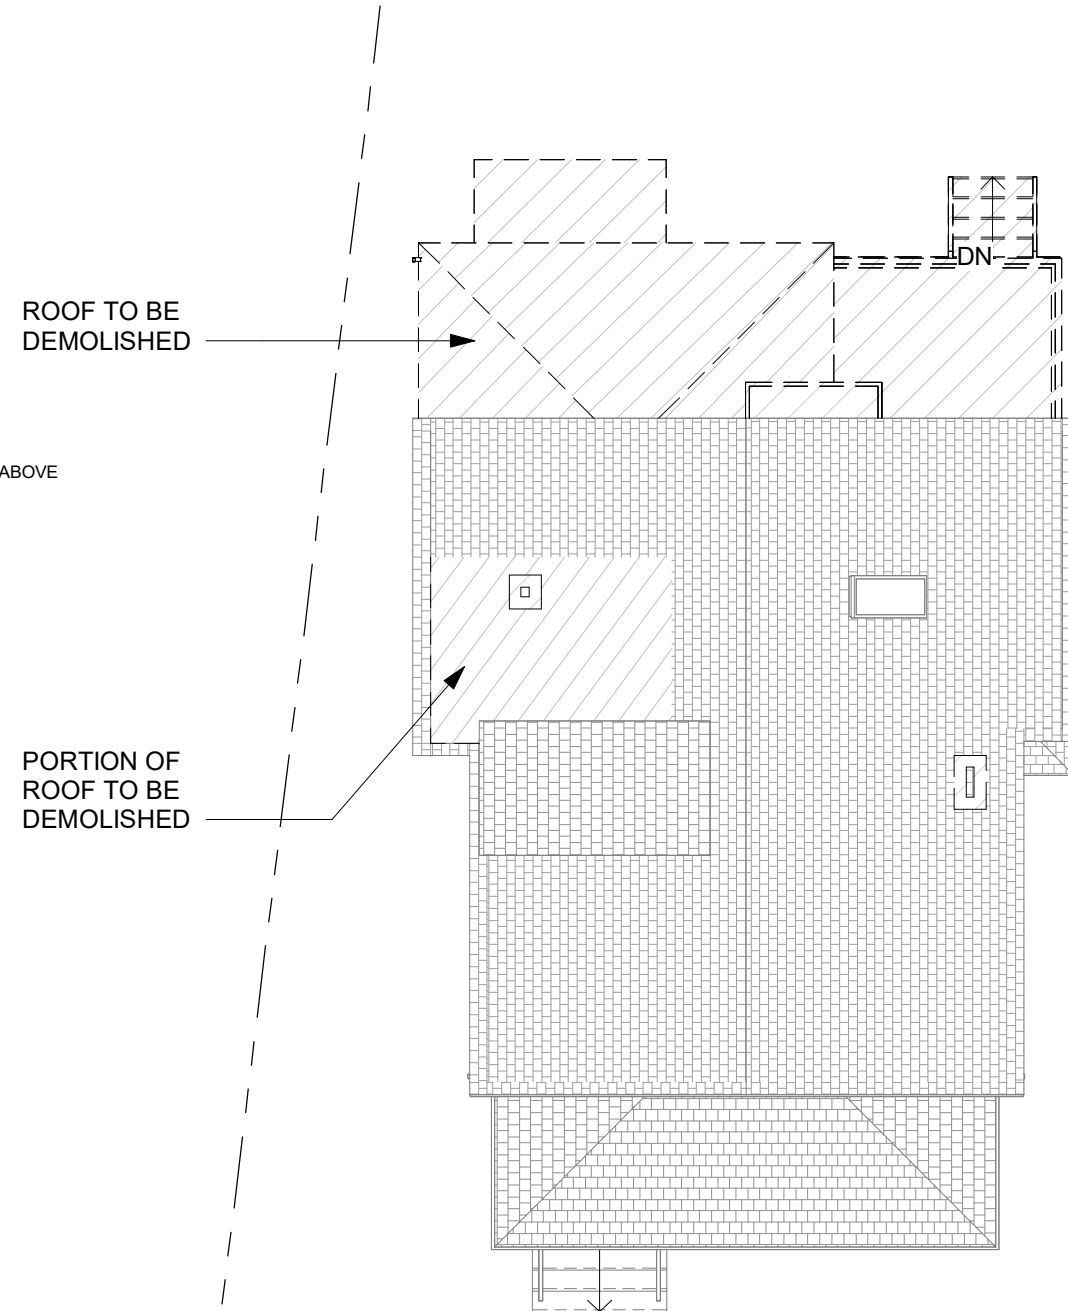 DN
ROOF TO BE
DEMOLISHED
ABOVE
PORTION OF
ROOF TO BE
DEMOLISHED